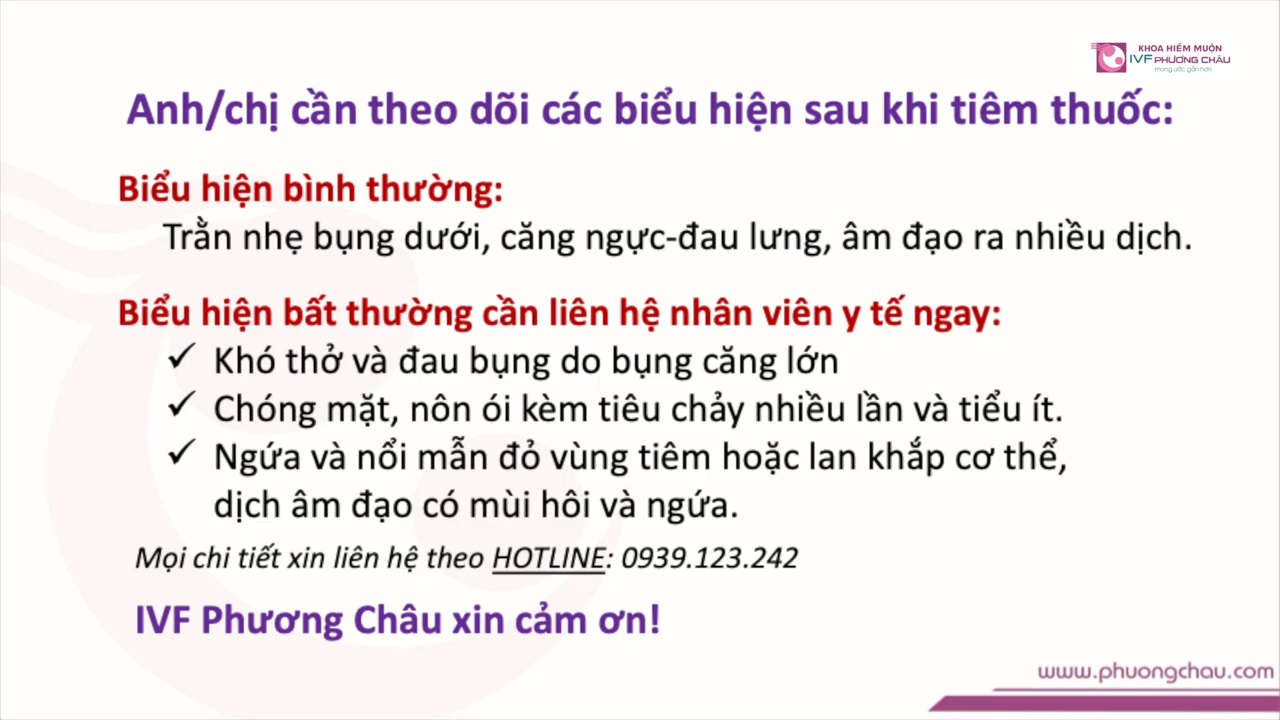 KHOA HIẾM MUỘN
IVF PHƯƠNG CHÂU
mong ước gần hơn
Anh/chị cần theo dõi các biểu hiện sau khi tiêm thuốc:
Biểu hiện bình thường:
Trằn nhẹ bụng dưới, căng ngực-đau lưng, âm đạo ra nhiều dịch.
Biểu hiện bất thường cần liên hệ nhân viên y tế ngay:
✓ Khó thở và đau bụng do bụng căng lớn
✓ Chóng mặt, nôn ói kèm tiêu chảy nhiều lần và tiểu ít.
✓ Ngứa và nổi mẫn đỏ vùng tiêm hoặc lan khắp cơ thể,
dịch âm đạo có mùi hôi và ngứa.
Mọi chi tiết xin liên hệ theo HOTLINE: 0939.123.242
IVF Phương Châu xin cảm ơn!
www.phuongchau.com